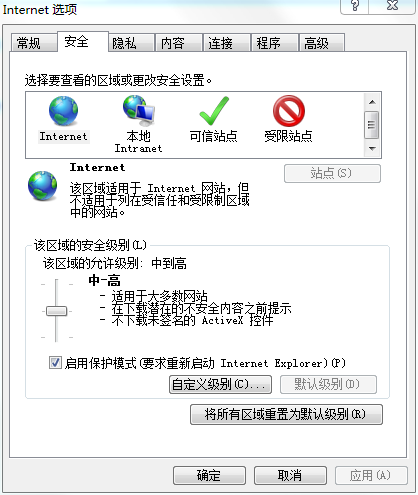 Internet 选项
常规 安全 隐私 内容 连接 程序 高级
选择要查看的区域或更改安全设置。
Internet 本地 Intranet 可信站点 受限站点
Internet
站点(S)
该区域适用于 Internet 网站，但
不适用于列在受信任和受限制区域
中的网站。
该区域的安全级别(L)
该区域的允许级别: 中到高
中-高
- 适用于大多数网站
- 在下载潜在的不安全内容之前提示
- 不下载未签名的 ActiveX 控件
启用保护模式(要求重新启动 Internet Explorer)(P)
自定义级别(C)... 默认级别(D)
将所有区域重置为默认级别(R)
确定 取消 应用(A)